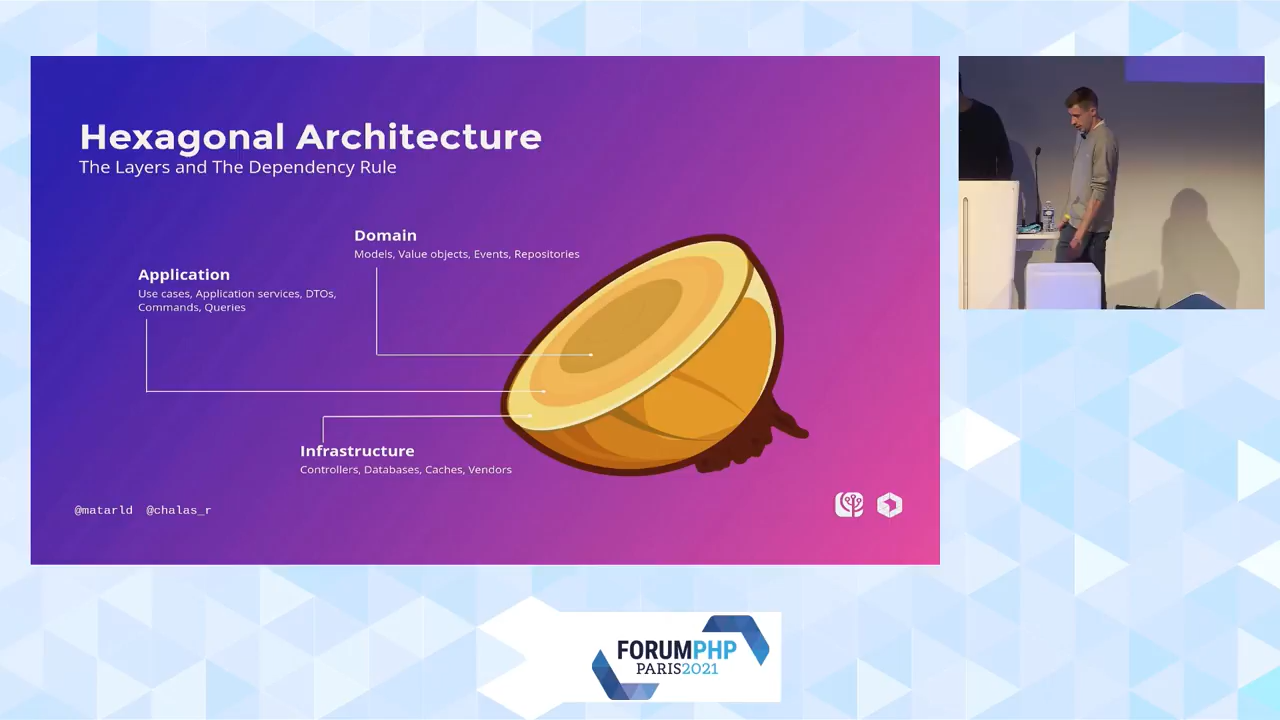 Hexagonal Architecture
The Layers and The Dependency Rule
Domain
Models, Value objects, Events, Repositories
Application
Use cases, Application services, DTOs,
Commands, Queries
Infrastructure
Controllers, Databases, Caches, Vendors
@matarld @chalas_r
FORUMPHP
PARIS2021